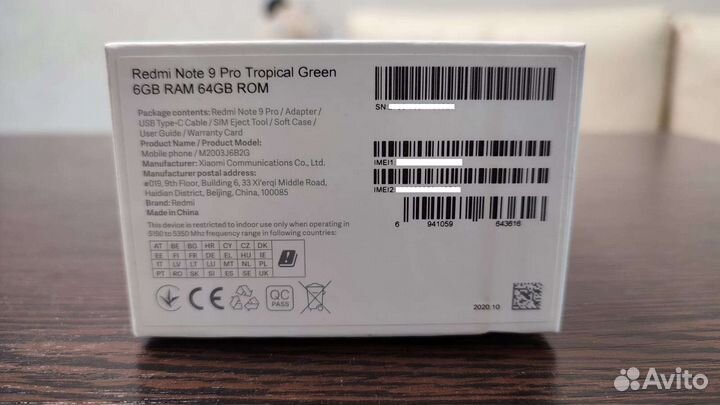 Redmi Note 9 Pro Tropical Green
6GB RAM 64GB ROM
Package contents: Redmi Note 9 Pro / Adapter /
USB Type-C Cable / SIM Eject Tool / Soft Case /
User Guide / Warranty Card
Product Name / Product Model:
Mobile phone / M2003J6B2G
Manufacturer: Xiaomi Communications Co., Ltd.
#019, 9th Floor, Building 6, 33 Xi'erqi Middle Road,
Haidian District, Beijing, China, 100085
Brand: Redmi
Made in China
This device is restricted to indoor use only when operating in
5150 to 5350 Mhz frequency range in following countries:
AT BE BG HR CY CZ DK
EE FI FR DE EL HU IE
IT LV LT LU MT NL PL
PT RO SK SI ES SE UK
CE
QC
PASS
SN
IMEI1
IMEI2
6 941059 643616
2020.10
Avito